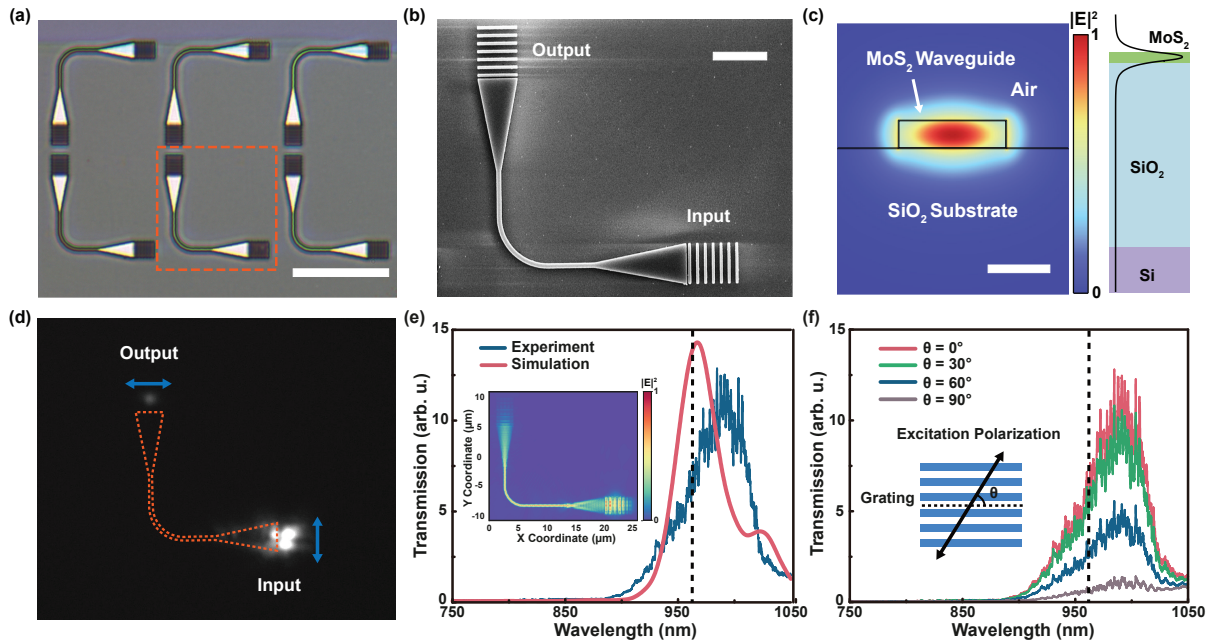 (a)
(b)
Output
Input
(c)
|E|²
1
0
MoS₂ Waveguide
Air
SiO₂ Substrate
MoS₂
SiO₂
Si
(d)
Output
Input
(e)
15
10
5
0
Transmission (arb. u.)
Experiment
Simulation
|E|²
1
0
10
5
0
-5
-10
Y Coordinate (μm)
0 5 10 15 20 25
X Coordinate (μm)
750 850 950 1050
Wavelength (nm)
(f)
15
10
5
0
Transmission (arb. u.)
θ = 0°
θ = 30°
θ = 60°
θ = 90°
Excitation Polarization
Grating
θ
750 850 950 1050
Wavelength (nm)